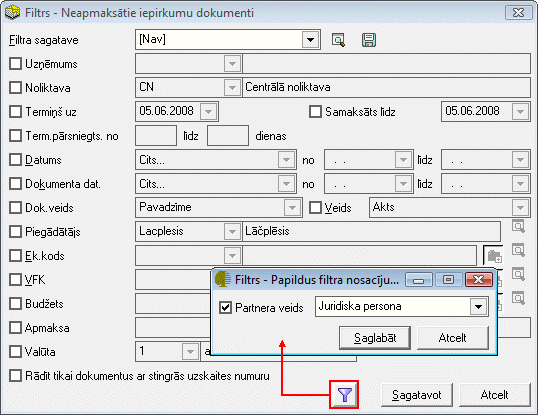 Filtrs - Neapmaksātie iepirkumu dokumenti
Filtra sagatave [Nav]
Uzņēmums
Noliktava CN Centrālā noliktava
Termiņš uz 05.06.2008 Samaksāts līdz 05.06.2008
Term.pārsniegts. no līdz dienas
Datums Cits... no . . līdz . .
Dokumenta dat. Cits... no . . līdz . .
Dok.veids Pavadzīme Veids Akts
Piegādātājs Lacplesis Lāčplēsis
Ek.kods
VFK
Filtrs - Papildus filtra nosacīju...
Partnera veids Juridiska persona
Saglabāt Atcelt
Budžets
Apmaksa
Valūta 1
Rādīt tikai dokumentus ar stingrās uzskaites numuru
Sagatavot Atcelt